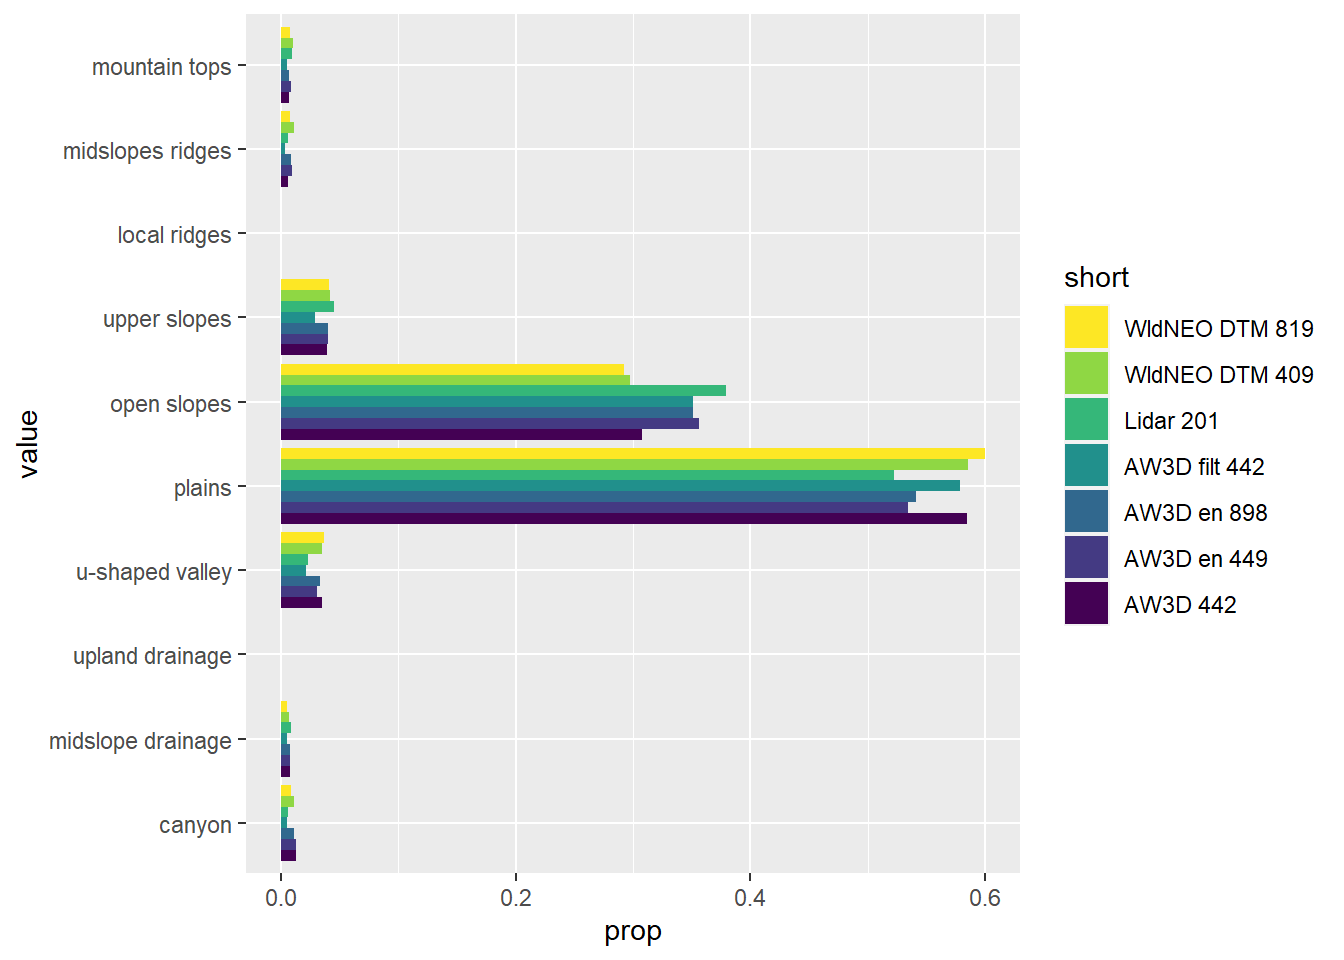 mountain tops
midslopes ridges
local ridges
upper slopes
open slopes
plains
u-shaped valley
upland drainage
midslope drainage
canyon
value
0.0 0.2 0.4 0.6
prop
short
WldNEO DTM 819
WldNEO DTM 409
Lidar 201
AW3D filt 442
AW3D en 898
AW3D en 449
AW3D 442